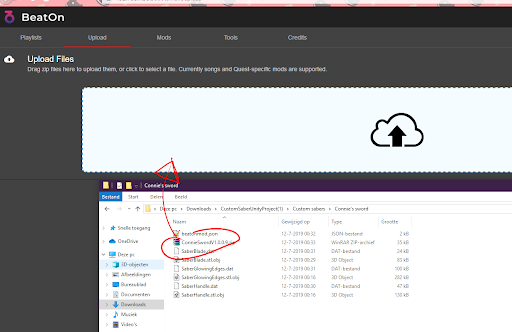 BeatOn
Playlists Upload Mods Tools Credits
Upload Files
Drag zip files here to upload them, or click to select a file. Currently songs and Quest-specific mods are supported.
Connie's sword
Bestand Start Delen Beeld
Deze pc > Downloads > CustomSaberUnityProject(1) > Custom sabers > Connie's sword
Naam Gewijzigd op Type Grootte
Snelle toegang
OneDrive
Deze pc
3D-objecten
Afbeeldingen
Bureaublad
Documenten
Downloads
Muziek
Video's
beatonmod.json 12-7-2019 00:32 JSON-bestand 2 kB
ConnieSwordV1.0.0.9 12-7-2019 00:33 WinRAR ZIP-archief 35 kB
SaberBlade.dat 12-7-2019 00:31 DAT-bestand 24 kB
SaberBlade.stl.obj 12-7-2019 00:29 3D Object 83 kB
SaberGlowingEdges.dat 12-7-2019 00:31 DAT-bestand 100 kB
SaberGlowingEdges.stl.obj 12-7-2019 00:16 3D Object 382 kB
SaberHandle.dat 12-7-2019 00:30 DAT-bestand 47 kB
SaberHandle.stl.obj 12-7-2019 00:16 3D Object 130 kB